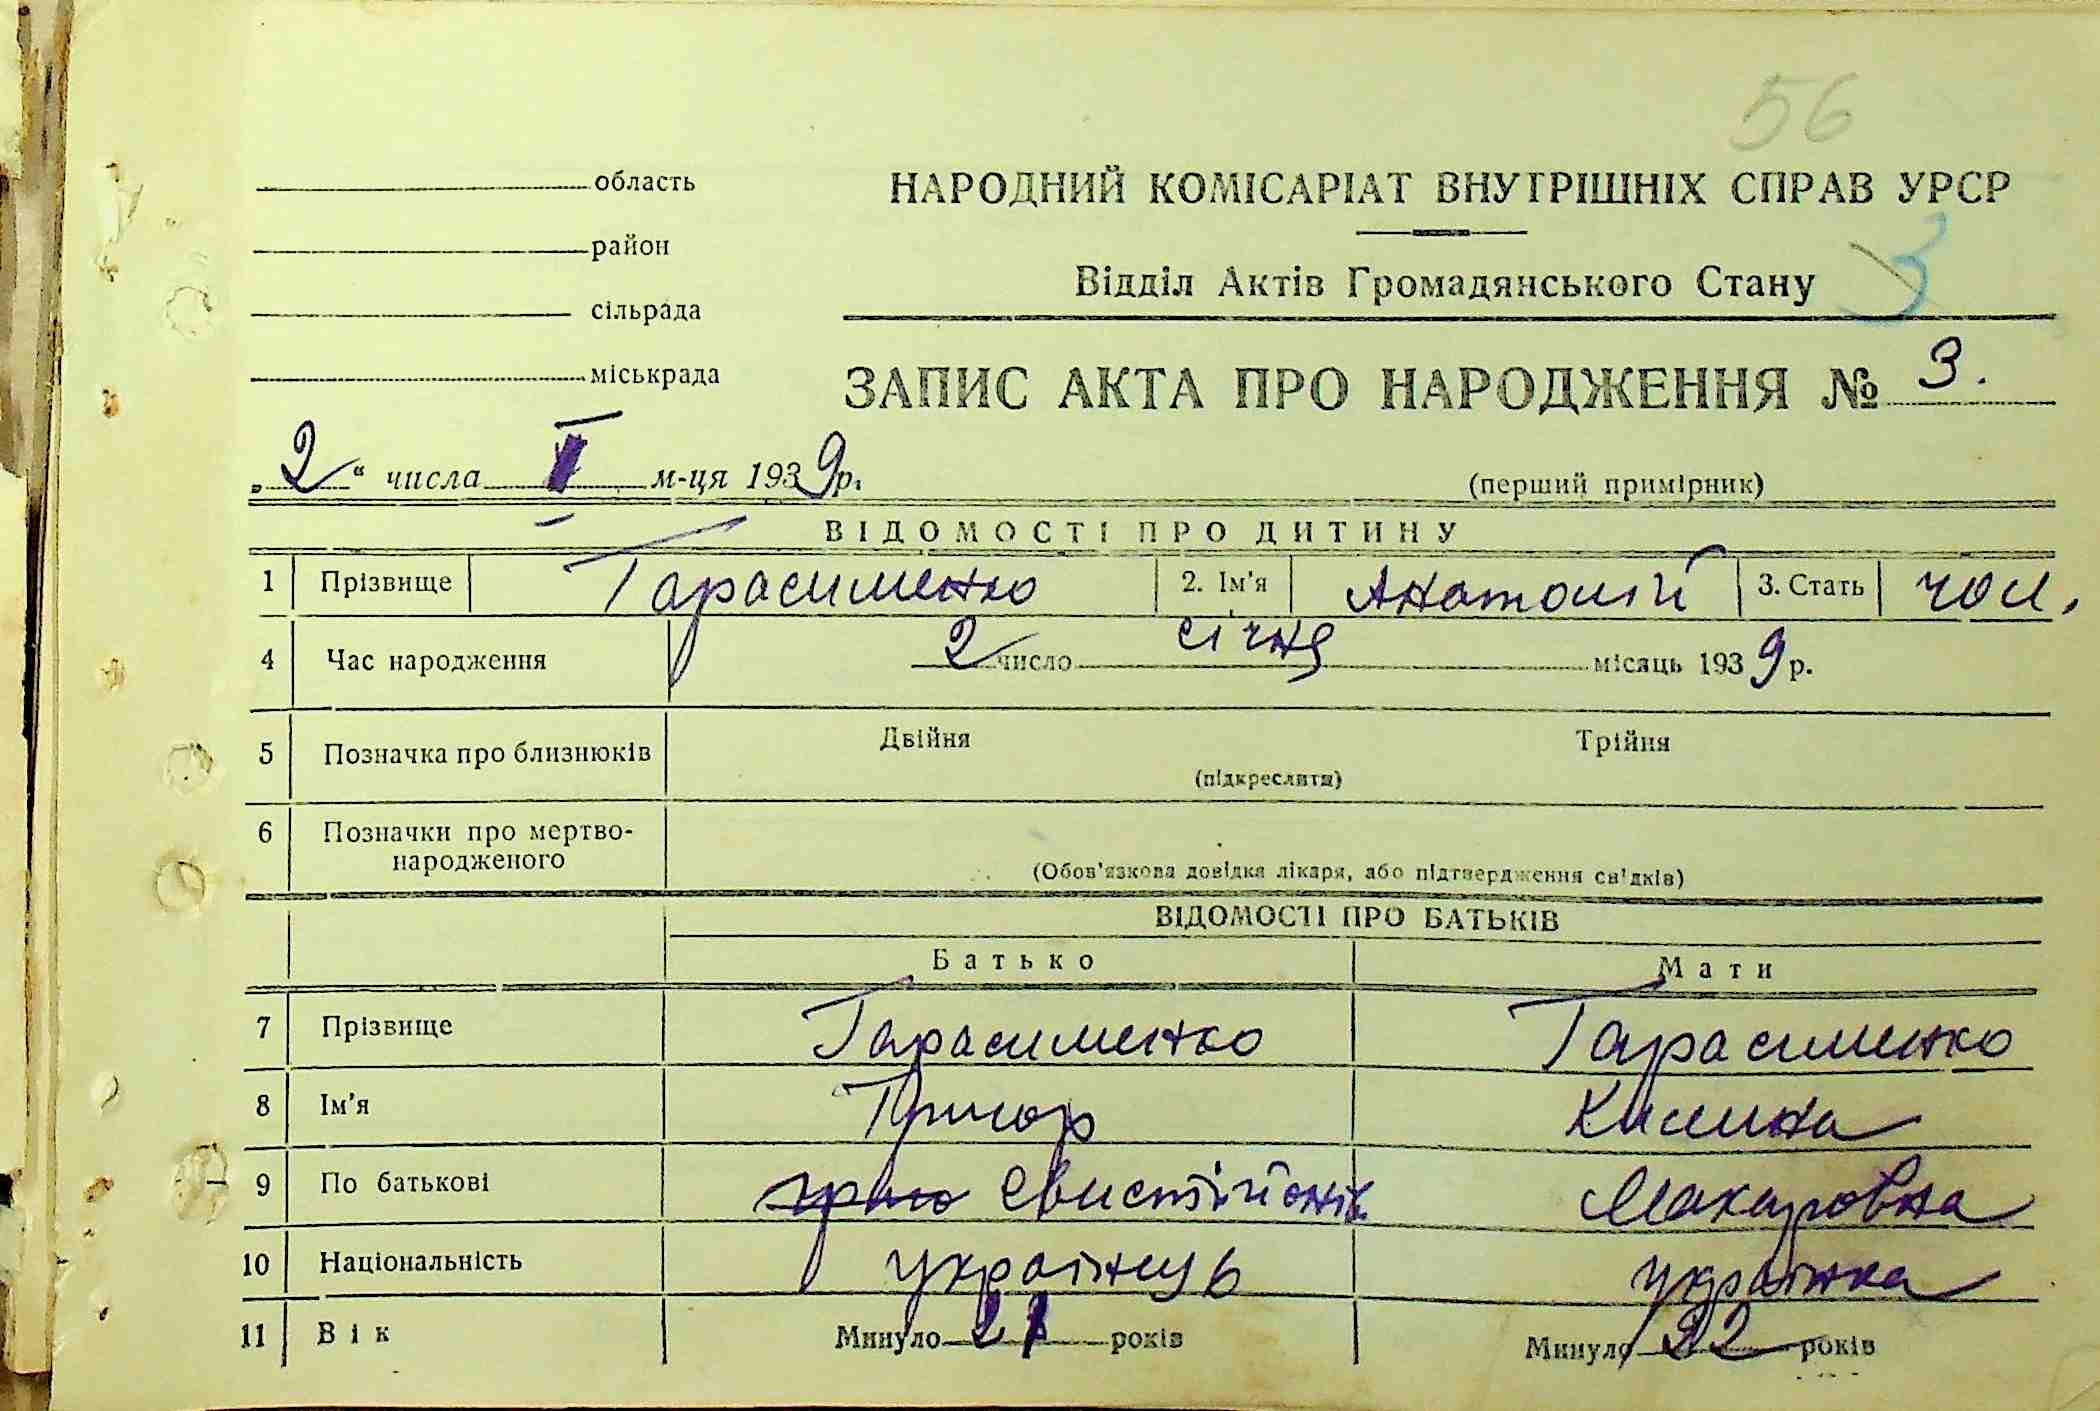 56
область
НАРОДНИЙ КОМІСАРІАТ ВНУТРІШНІХ СПРАВ УРСР
район
Відділ Актів Громадянського Стану
3
сільрада
міськрада
ЗАПИС АКТА ПРО НАРОДЖЕННЯ № 3.
„2“ числа I м-ця 1939р.
(перший примірник)
ВІДОМОСТІ ПРО ДИТИНУ
1 Прізвище Гарасименко 2. Ім'я Анатолій 3. Стать чол.
4 Час народження 2 число січня місяць 1939 р.
5 Позначка про близнюків Двійня Трійня
(підкреслити)
6 Позначки про мертво-
народженого
(Обов'язкова довідка лікаря, або підтвердження свідків)
ВІДОМОСТІ ПРО БАТЬКІВ
Батько Мати
7 Прізвище Гарасименко Гарасименко
8 Ім'я Григор
9 По батькові Макаровна
10 Національність українець українка
11 Вік Минуло років Минуло 22 років